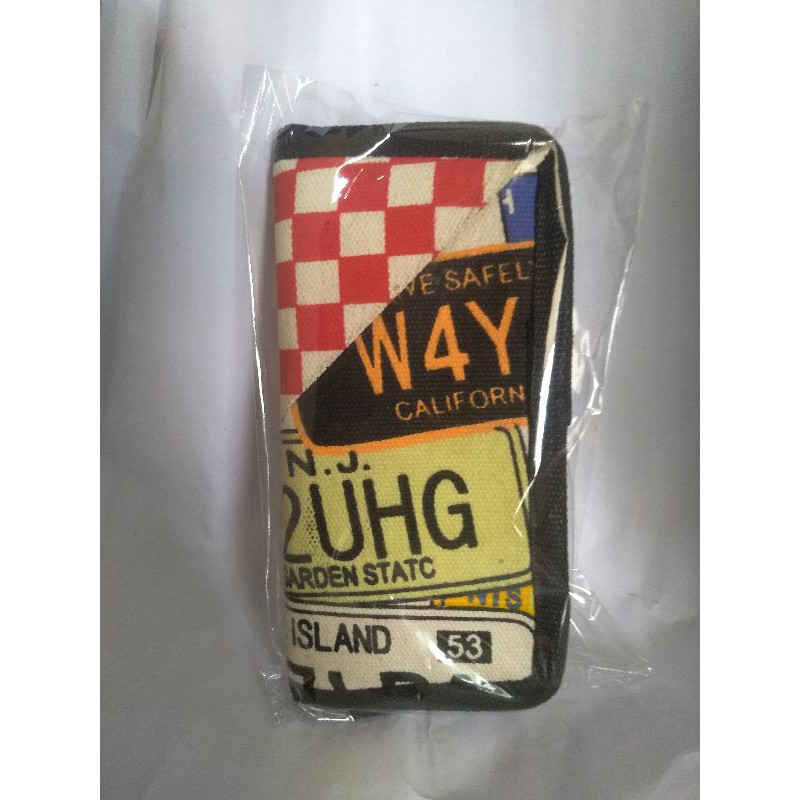 H
VE SAFEL
W4Y
CALIFORN
N.J.
2UHG
GARDEN STATC
ISLAND 53